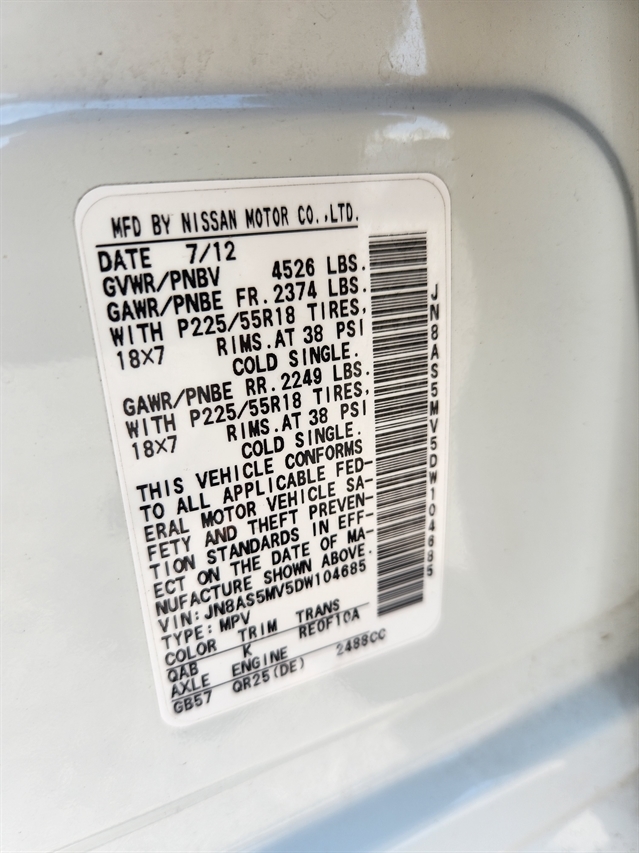 MFD BY NISSAN MOTOR CO.,LTD.
DATE 7/12
GVWR/PNBV 4526 LBS.
GAWR/PNBE FR.2374 LBS.
WITH P225/55R18 TIRES,
18X7 RIMS.AT 38 PSI
COLD SINGLE.
GAWR/PNBE RR.2249 LBS.
WITH P225/55R18 TIRES,
18X7 RIMS.AT 38 PSI
COLD SINGLE.
THIS VEHICLE CONFORMS
TO ALL APPLICABLE FED-
ERAL MOTOR VEHICLE SA-
FETY AND THEFT PREVEN-
TION STANDARDS IN EFF-
ECT ON THE DATE OF MA-
NUFACTURE SHOWN ABOVE.
VIN: JN8AS5MV5DW104685
TYPE: MPV
COLOR TRIM TRANS
QAB K RE0F10A
AXLE ENGINE
GB57 QR25(DE) 2488CC
JN8AS5MV5DW104685